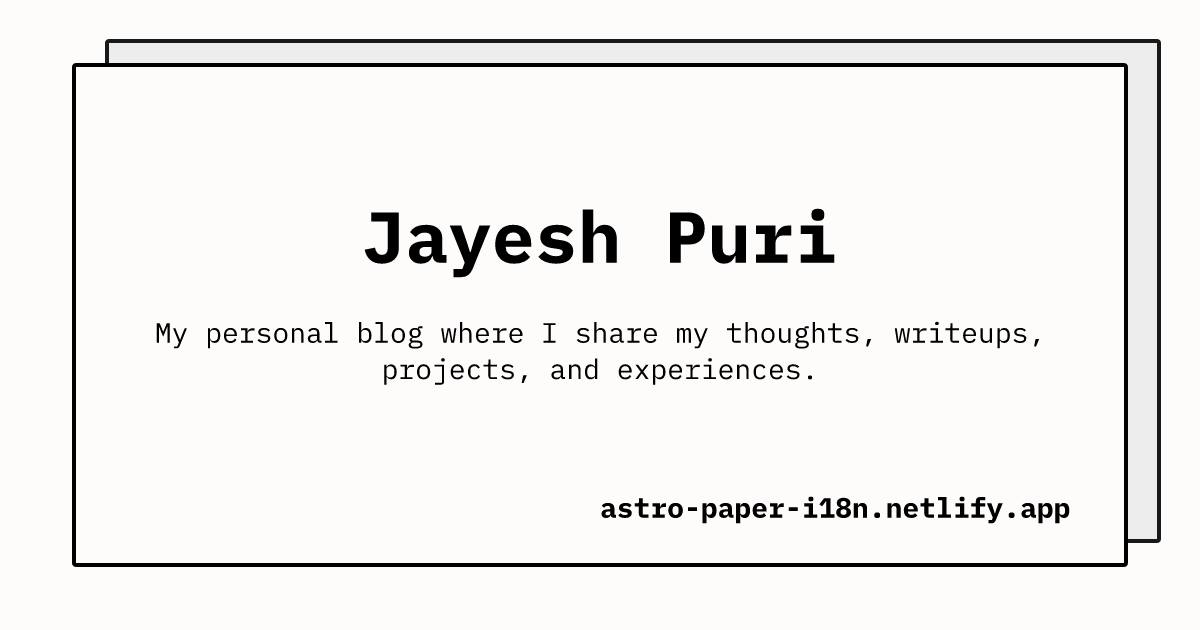 Jayesh Puri
My personal blog where I share my thoughts, writeups,
projects, and experiences.
astro-paper-i18n.netlify.app